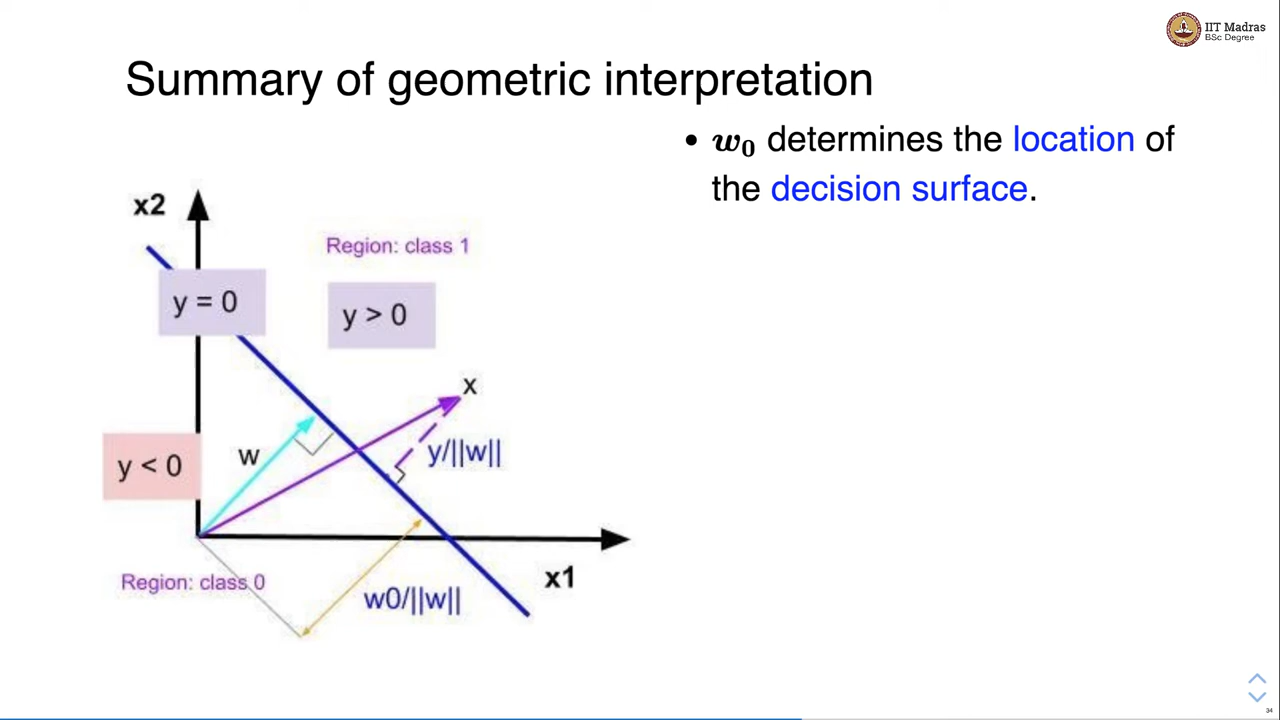 IIT Madras
BSc Degree
Summary of geometric interpretation
• w₀ determines the location of
the decision surface.
x2
Region: class 1
y = 0
y > 0
x
w
y/||w||
y < 0
x1
Region: class 0
w0/||w||
34